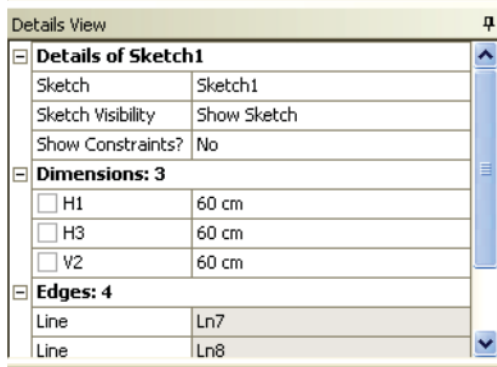 Details View
Details of Sketch1
Sketch Sketch1
Sketch Visibility Show Sketch
Show Constraints? No
Dimensions: 3
H1 60 cm
H3 60 cm
V2 60 cm
Edges: 4
Line Ln7
Line Ln8